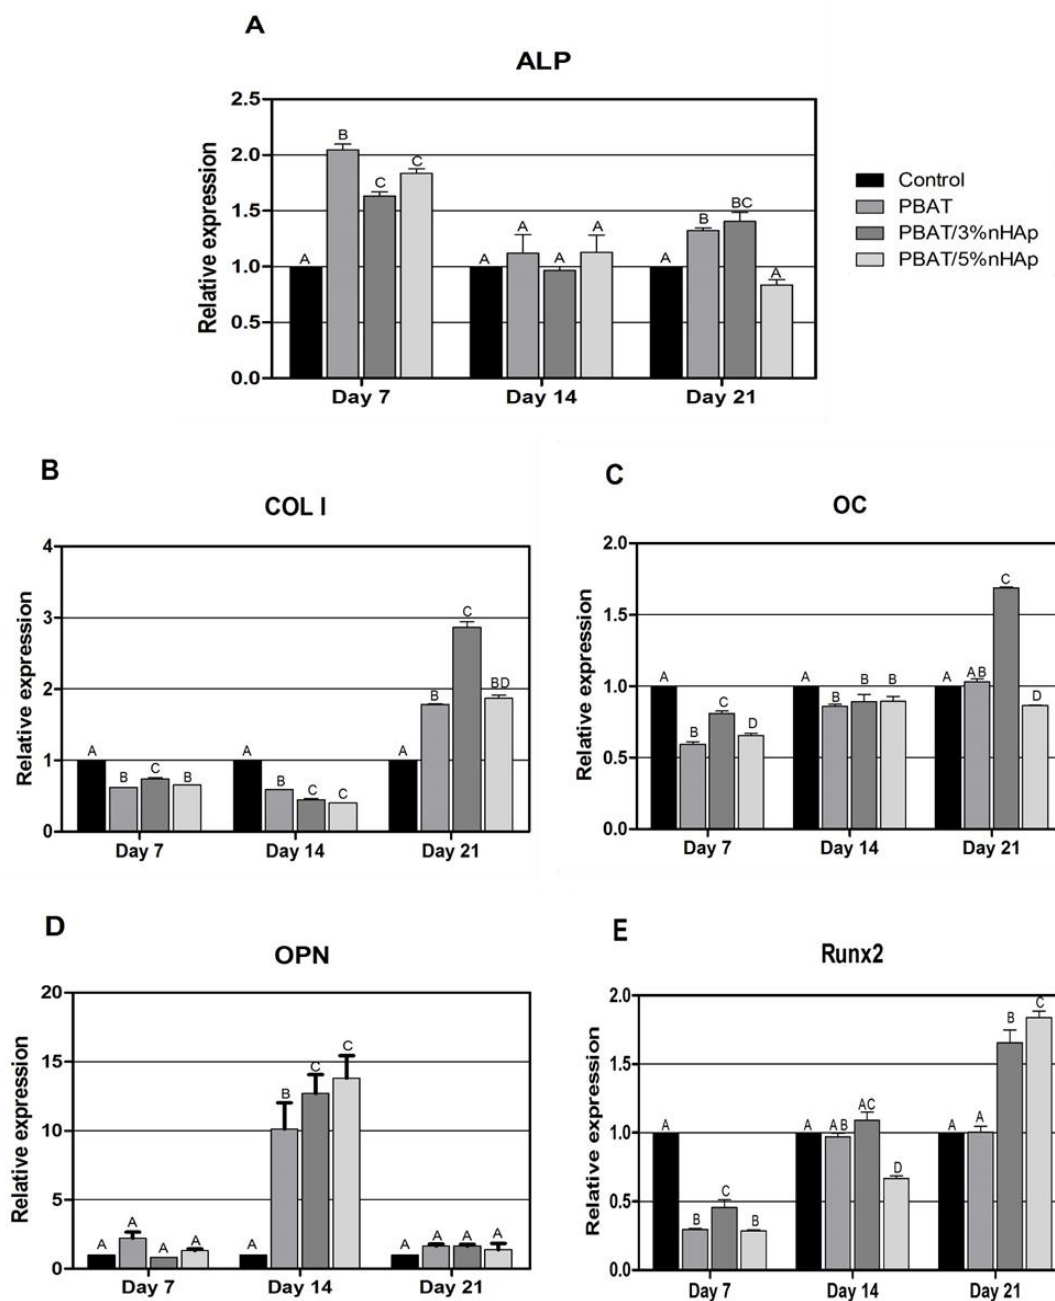 A
ALP
Relative expression
2.5
2.0
1.5
1.0
0.5
0.0
A B C C
A A A A
A B BC A
Day 7 Day 14 Day 21
Control
PBAT
PBAT/3%nHAp
PBAT/5%nHAp
B
COL I
Relative expression
4
3
2
1
0
A B C B
A B C C
A B C BD
Day 7 Day 14 Day 21
C
OC
Relative expression
2.0
1.5
1.0
0.5
0.0
A B C D
A B B B
A AB C D
Day 7 Day 14 Day 21
D
OPN
Relative expression
20
15
10
5
0
A A A A
A B C C
A A A A
Day 7 Day 14 Day 21
E
Runx2
Relative expression
2.0
1.5
1.0
0.5
0.0
A B C B
A AB AC D
A A B C
Day 7 Day 14 Day 21